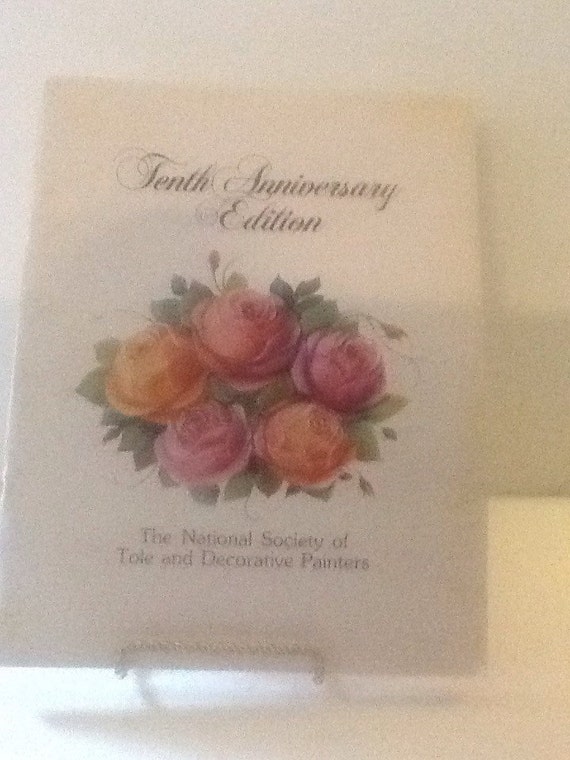 Tenth Anniversary
Edition
The National Society of
Tole and Decorative Painters